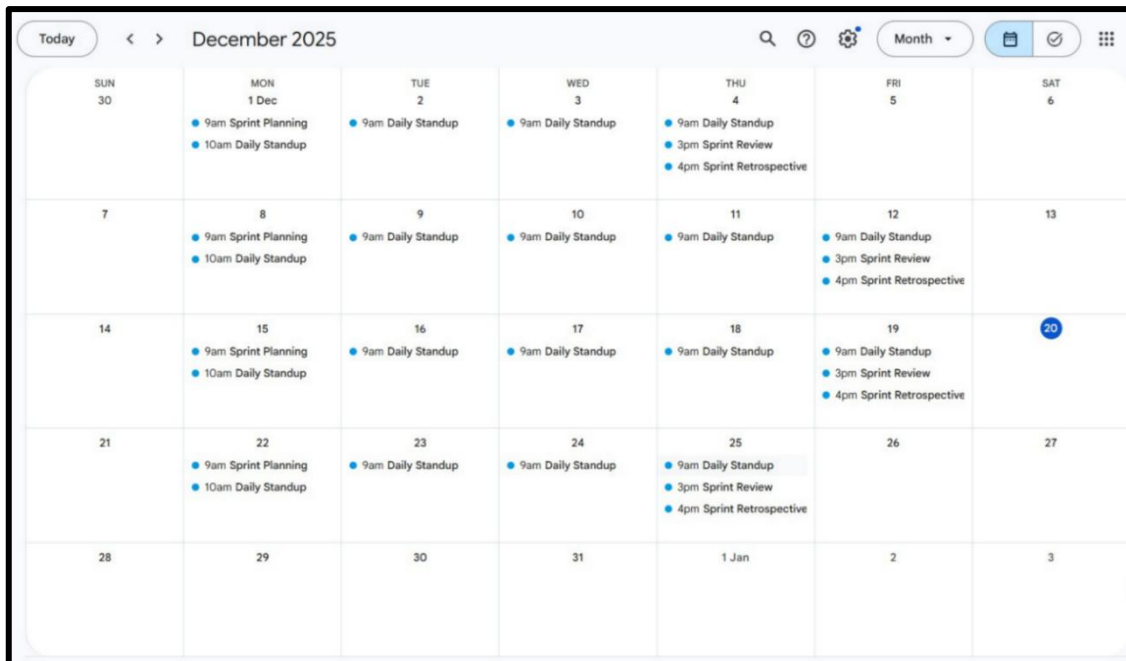 Today
December 2025
Month
SUN MON TUE WED THU FRI SAT
30 1 Dec 2 3 4 5 6
9am Sprint Planning 9am Daily Standup 9am Daily Standup 9am Daily Standup
10am Daily Standup 3pm Sprint Review
4pm Sprint Retrospective
7 8 9 10 11 12 13
9am Sprint Planning 9am Daily Standup 9am Daily Standup 9am Daily Standup 9am Daily Standup
10am Daily Standup 3pm Sprint Review
4pm Sprint Retrospective
14 15 16 17 18 19 20
9am Sprint Planning 9am Daily Standup 9am Daily Standup 9am Daily Standup 9am Daily Standup
10am Daily Standup 3pm Sprint Review
4pm Sprint Retrospective
21 22 23 24 25 26 27
9am Sprint Planning 9am Daily Standup 9am Daily Standup 9am Daily Standup
10am Daily Standup 3pm Sprint Review
4pm Sprint Retrospective
28 29 30 31 1 Jan 2 3